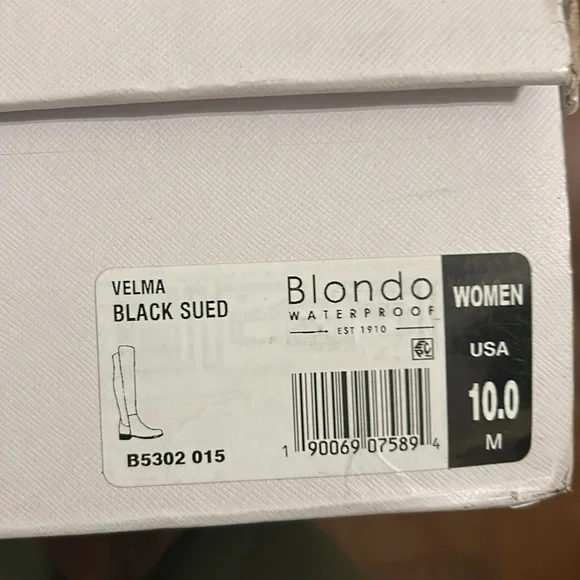 VELMA
BLACK SUED
B5302 015
Blondo
WATERPROOF
EST 1910
1 90069 07589 4
WOMEN
USA
10.0
M